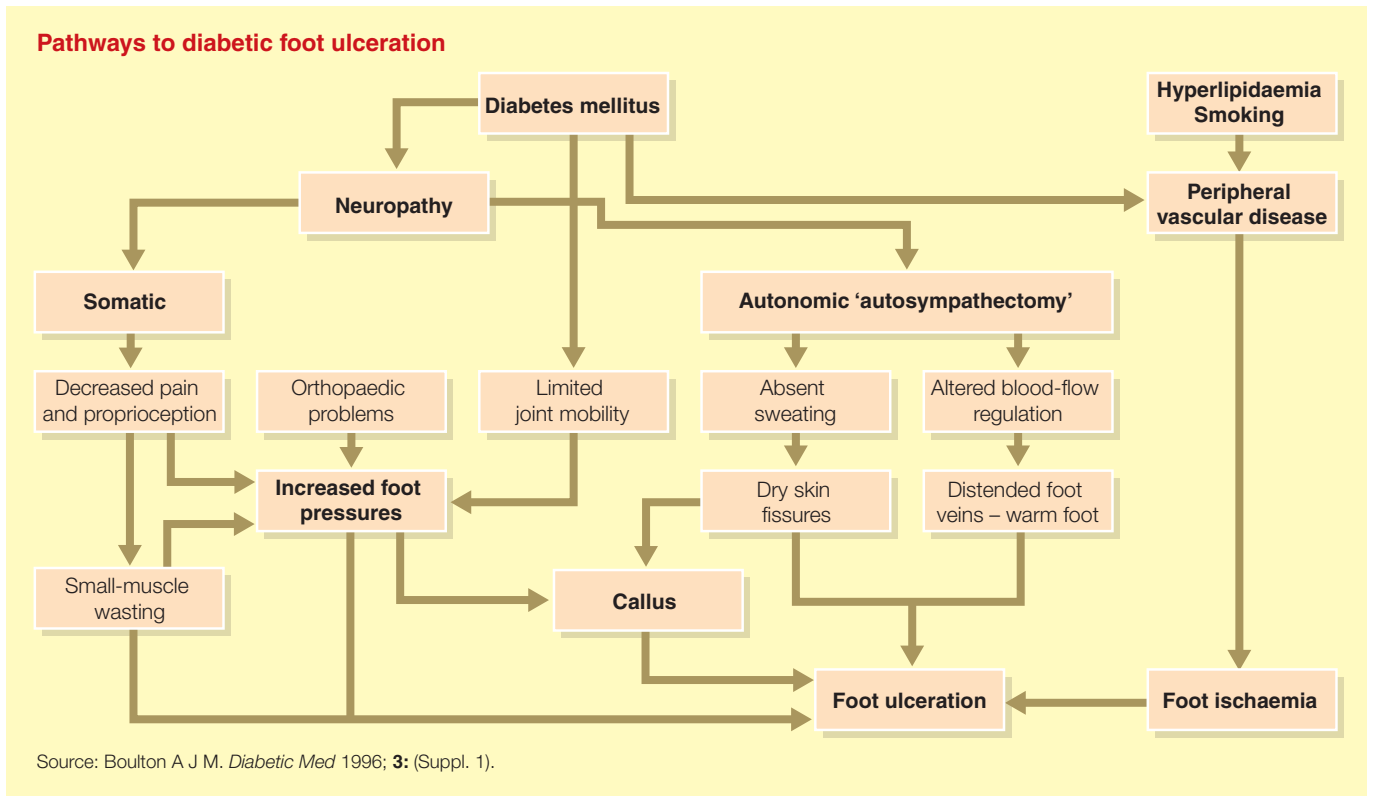 Pathways to diabetic foot ulceration
Diabetes mellitus
Hyperlipidaemia
Smoking
Neuropathy
Peripheral
vascular disease
Somatic
Autonomic ‘autosympathectomy’
Decreased pain
and proprioception
Orthopaedic
problems
Limited
joint mobility
Absent
sweating
Altered blood-flow
regulation
Increased foot
pressures
Dry skin
fissures
Distended foot
veins – warm foot
Small-muscle
wasting
Callus
Foot ulceration
Foot ischaemia
Source: Boulton A J M. Diabetic Med 1996; 3: (Suppl. 1).